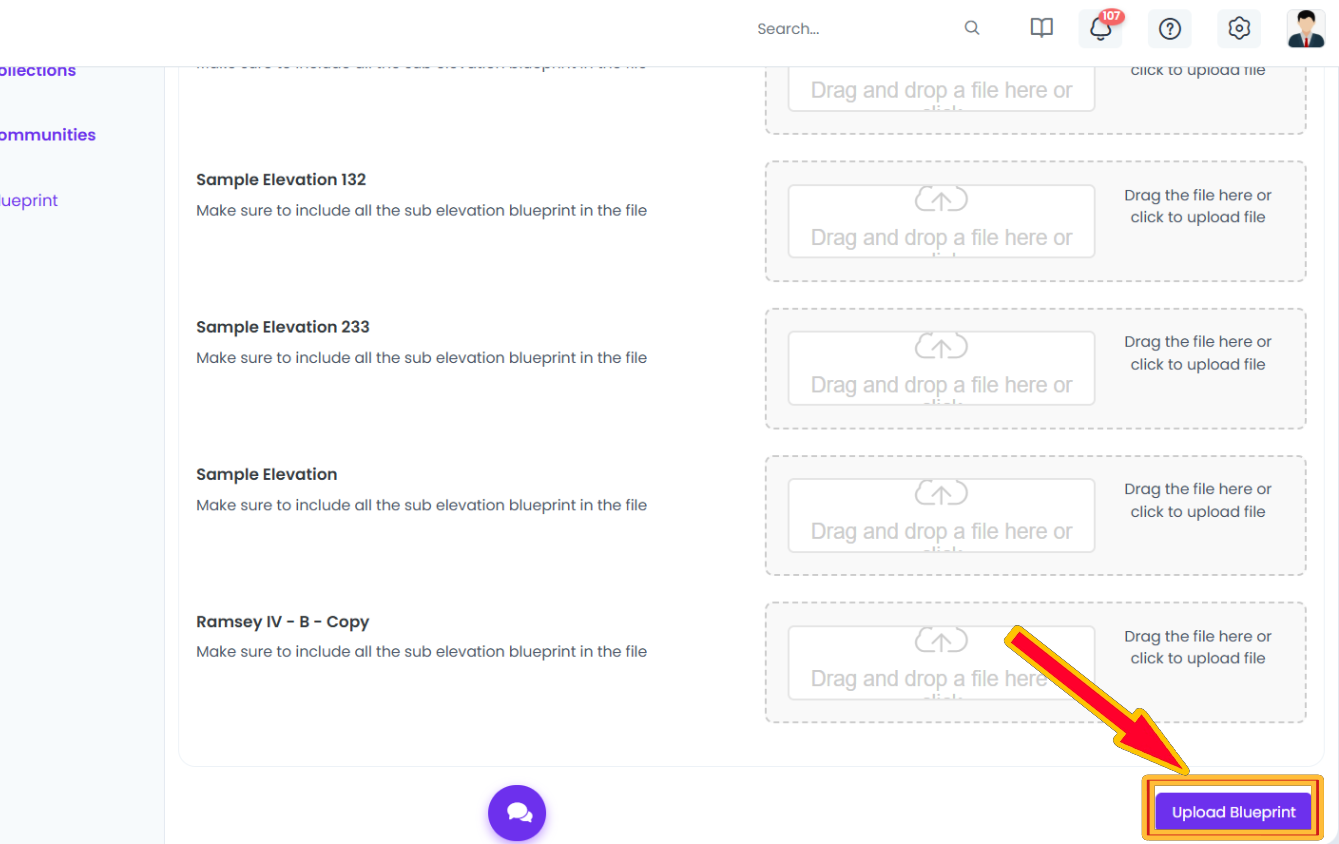 Search...
107
ollections
Make sure to include all the sub elevation blueprint in the file
Drag and drop a file here or
click
click to upload file
ommunities
Sample Elevation 132
Make sure to include all the sub elevation blueprint in the file
Drag and drop a file here or
click
Drag the file here or
click to upload file
lueprint
Sample Elevation 233
Make sure to include all the sub elevation blueprint in the file
Drag and drop a file here or
click
Drag the file here or
click to upload file
Sample Elevation
Make sure to include all the sub elevation blueprint in the file
Drag and drop a file here or
click
Drag the file here or
click to upload file
Ramsey IV - B - Copy
Make sure to include all the sub elevation blueprint in the file
Drag and drop a file here
click
Drag the file here or
click to upload file
Upload Blueprint